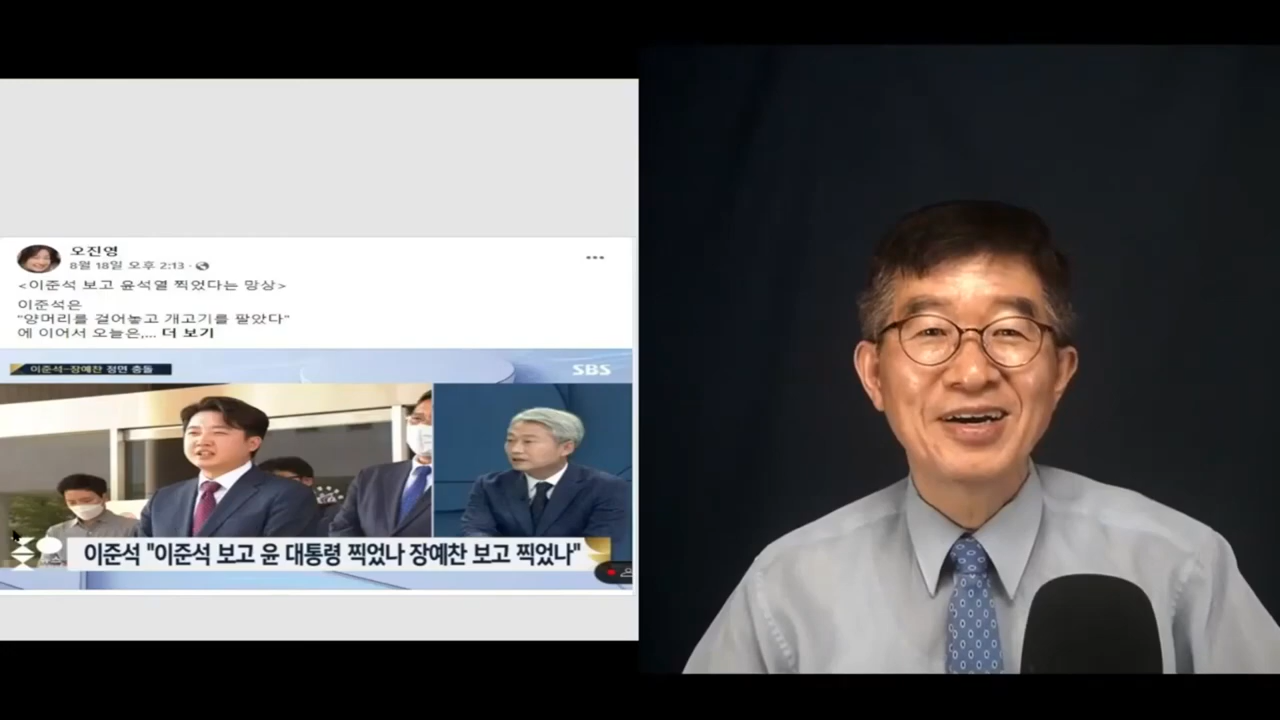 오진영
8월 18일 오후 2:13 ·
<이준석 보고 윤석열 찍었다는 망상>
이준석은
"양머리를 걸어놓고 개고기를 팔았다"
에 이어서 오늘은,... 더 보기
이준석-장예찬 정면 충돌
SBS
이준석 "이준석 보고 윤 대통령 찍었나 장예찬 보고 찍었나"